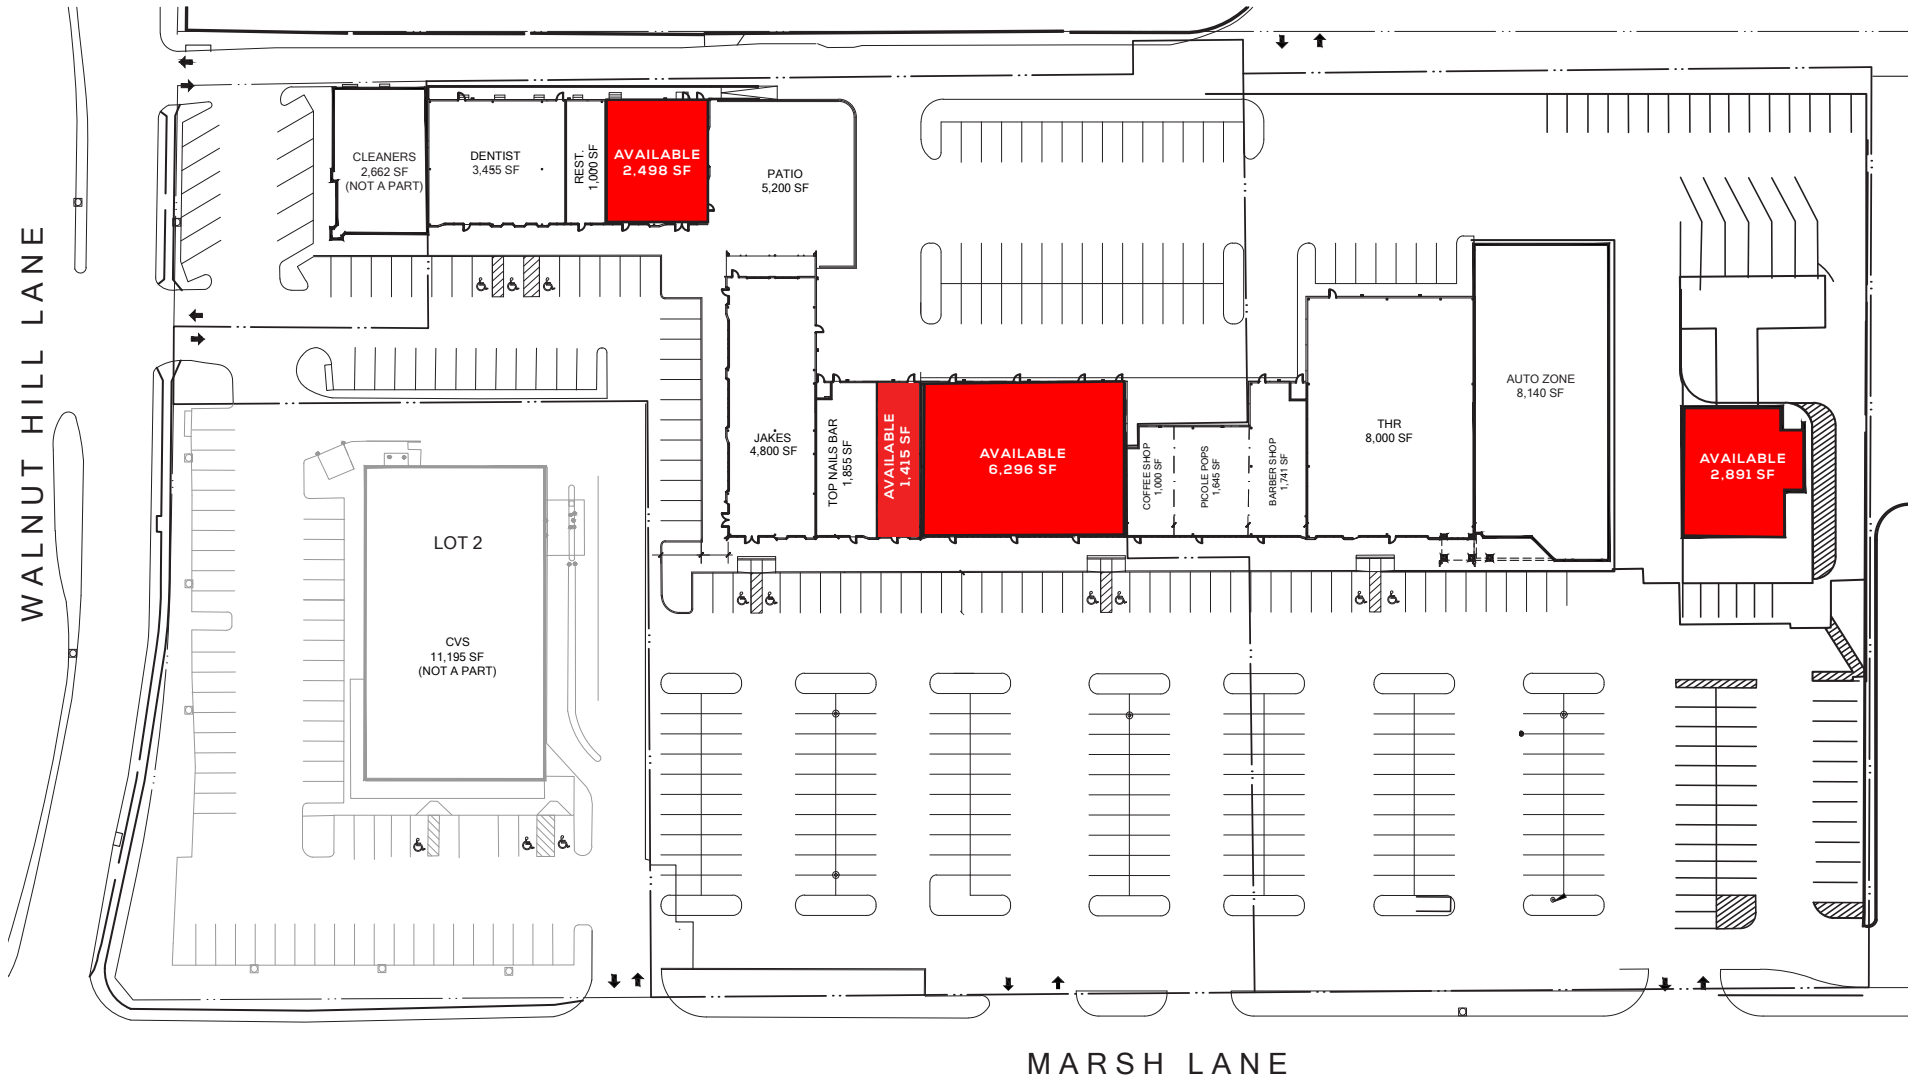 CLEANERS
2,662 SF
(NOT A PART)
DENTIST
3,455 SF
REST.
1,000 SF
AVAILABLE
2,498 SF
PATIO
5,200 SF
WALNUT HILL LANE
JAKES
4,800 SF
TOP NAILS BAR
1,855 SF
AVAILABLE
1,415 SF
AVAILABLE
6,296 SF
COFFEE SHOP
1,000 SF
PICOLE POPS
1,645 SF
BARBER SHOP
1,741 SF
THR
8,000 SF
AUTO ZONE
8,140 SF
AVAILABLE
2,891 SF
LOT 2
CVS
11,195 SF
(NOT A PART)
MARSH LANE